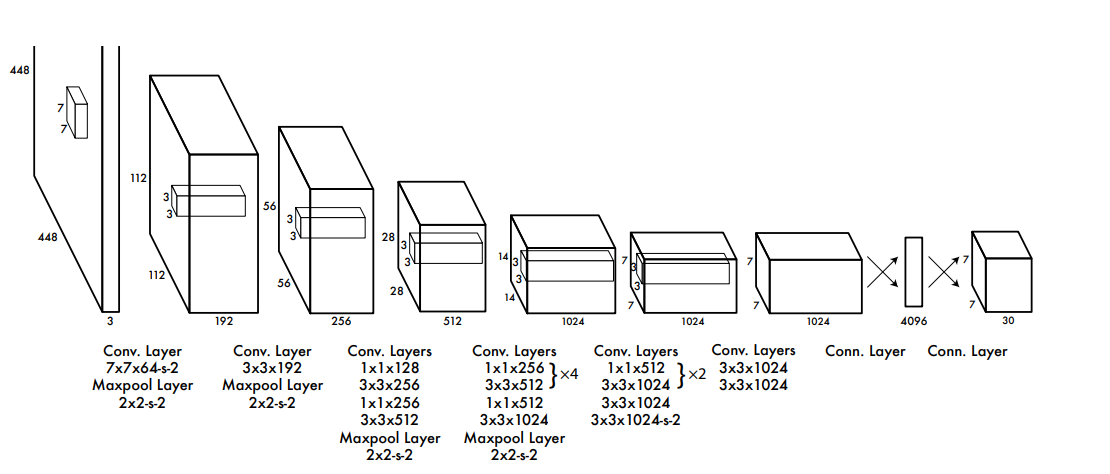 448
7
7
448
3
112
3
3
112
192
56
3
3
56
256
28
3
3
28
512
14
3
3
14
1024
7
3
3
7
1024
7
7
1024
4096
7
7
30
Conv. Layer
7x7x64-s-2
Maxpool Layer
2x2-s-2
Conv. Layer
3x3x192
Maxpool Layer
2x2-s-2
Conv. Layers
1x1x128
3x3x256
1x1x256
3x3x512
Maxpool Layer
2x2-s-2
Conv. Layers
1x1x256
3x3x512
}×4
1x1x512
3x3x1024
Maxpool Layer
2x2-s-2
Conv. Layers
1x1x512
3x3x1024
}×2
3x3x1024
3x3x1024-s-2
Conv. Layers
3x3x1024
3x3x1024
Conn. Layer
Conn. Layer